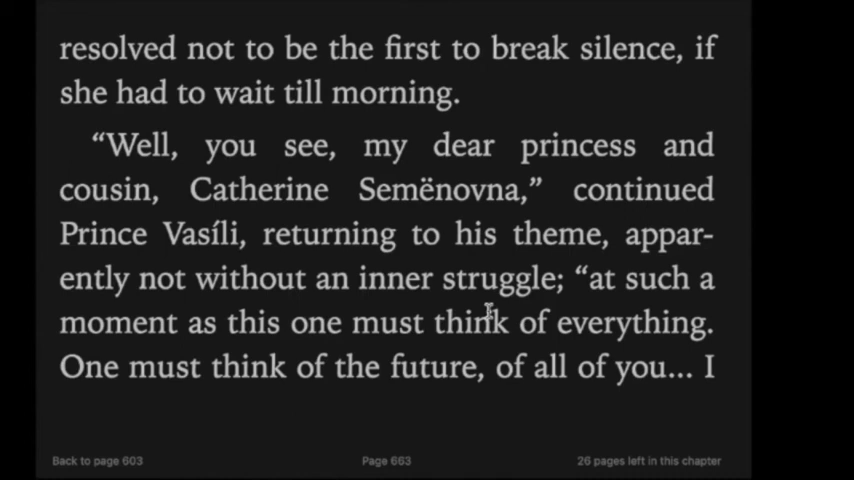 resolved not to be the first to break silence, if
she had to wait till morning.
“Well, you see, my dear princess and
cousin, Catherine Semënovna,” continued
Prince Vasíli, returning to his theme, appar-
ently not without an inner struggle; “at such a
moment as this one must think of everything.
One must think of the future, of all of you... I
Back to page 603
Page 663
26 pages left in this chapter